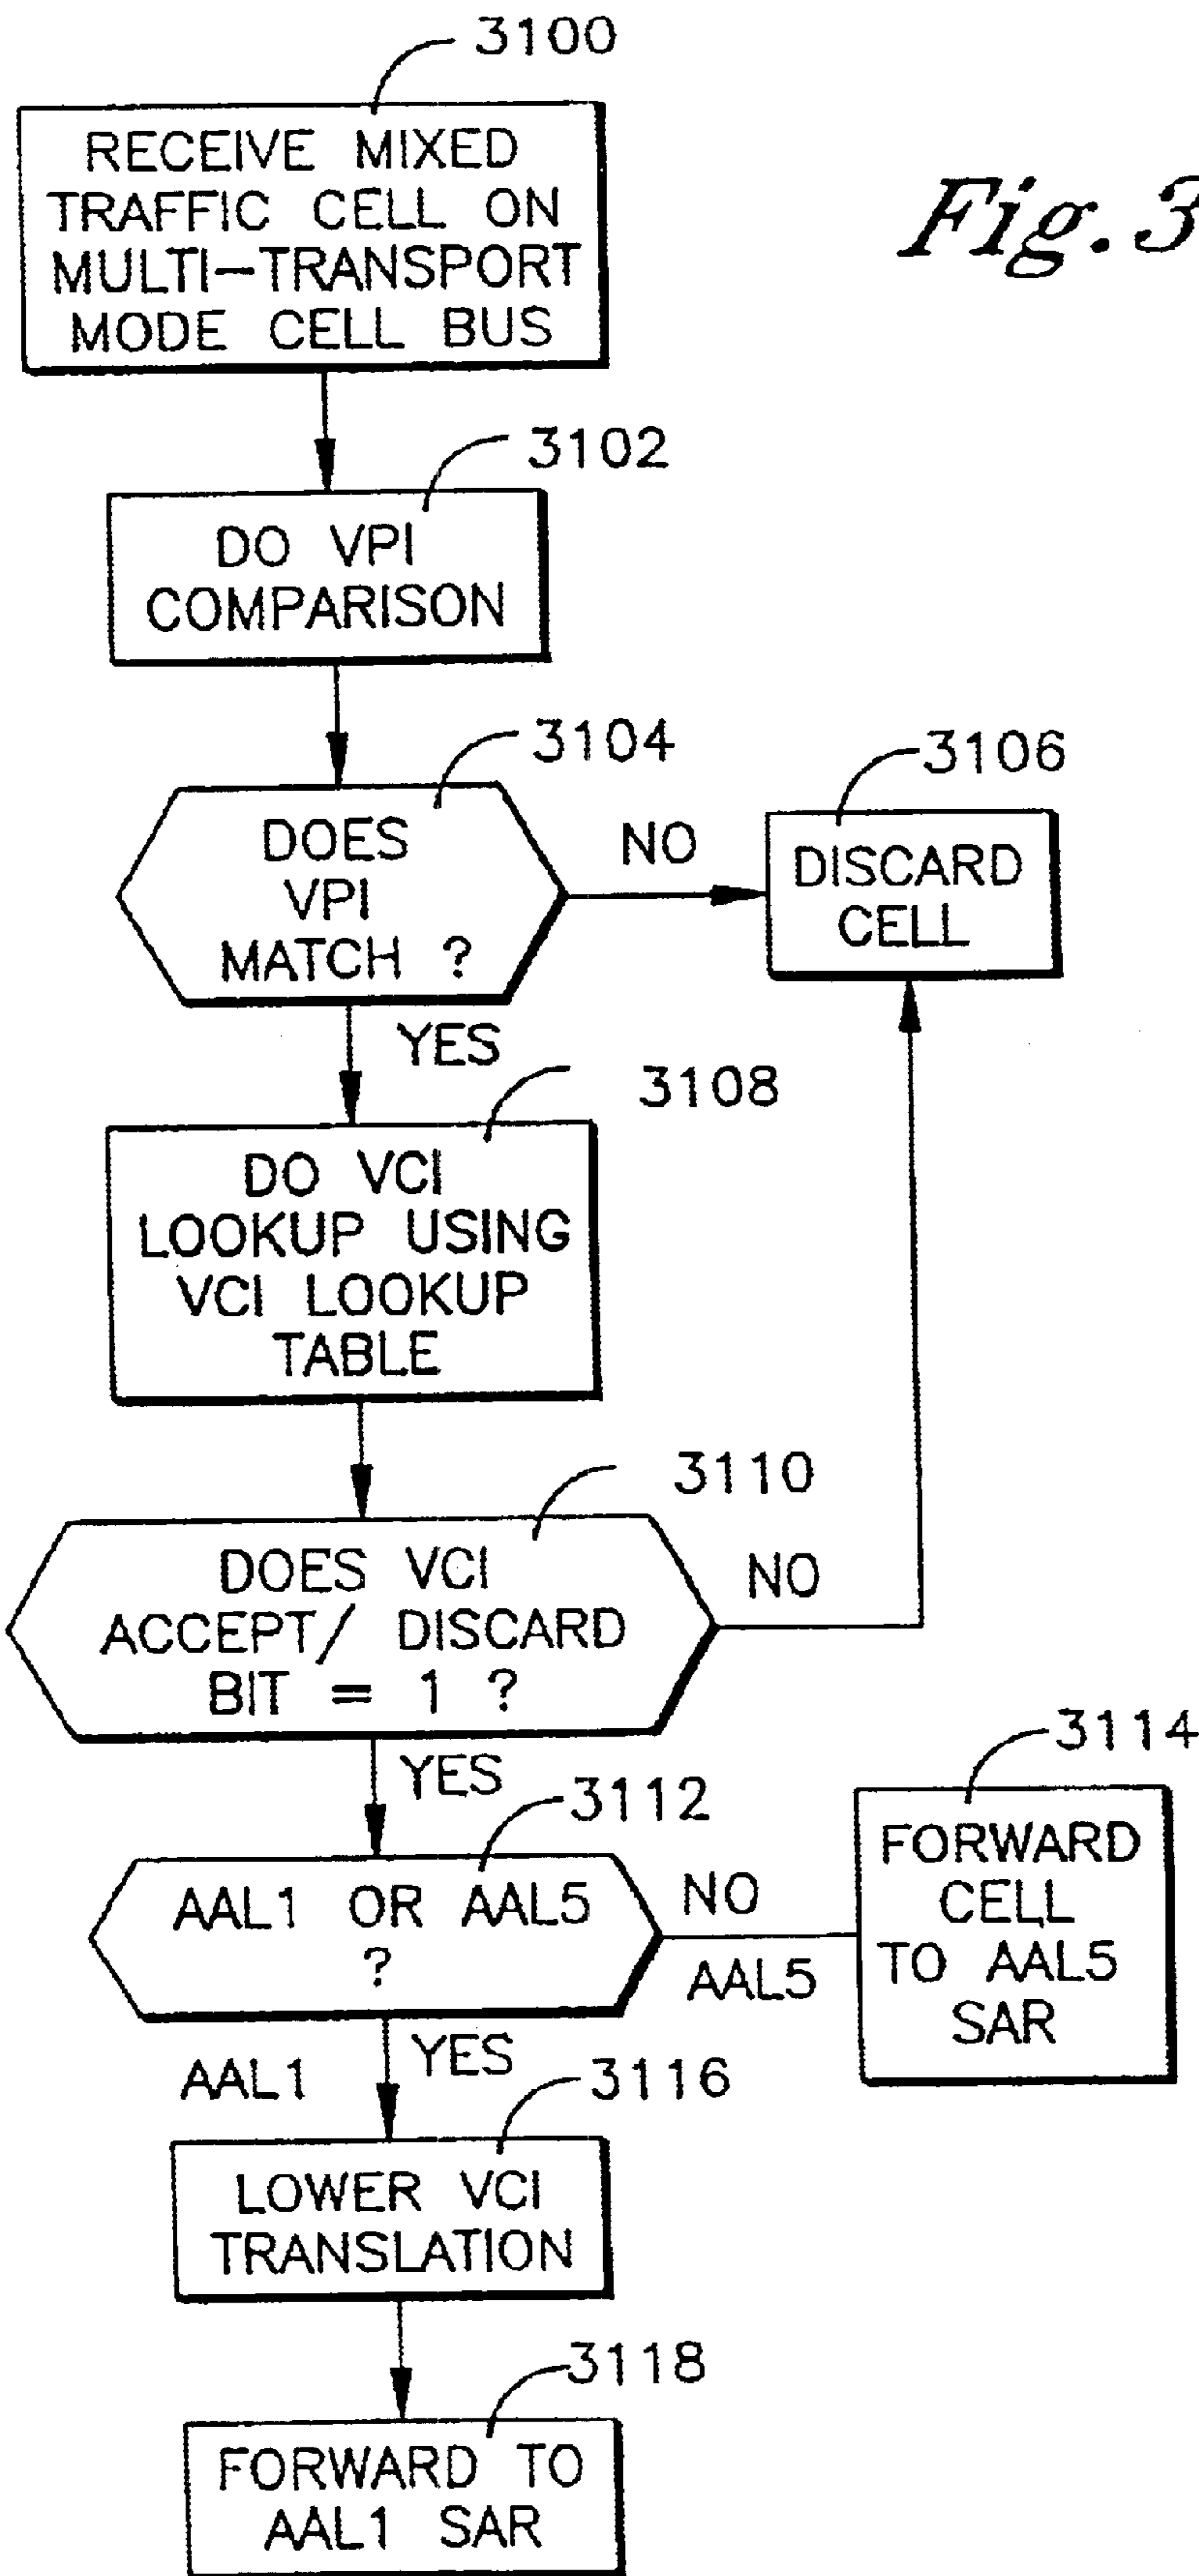 3100
RECEIVE MIXED
TRAFFIC CELL ON
MULTI-TRANSPORT
MODE CELL BUS
Fig. 3
3102
DO VPI
COMPARISON
3104
DOES
VPI
MATCH ?
NO
3106
DISCARD
CELL
YES
3108
DO VCI
LOOKUP USING
VCI LOOKUP
TABLE
3110
DOES VCI
ACCEPT/ DISCARD
BIT = 1 ?
NO
YES
3112
AAL1 OR AAL5
?
NO
AAL5
3114
FORWARD
CELL
TO AAL5
SAR
AAL1
YES
3116
LOWER VCI
TRANSLATION
3118
FORWARD TO
AAL1 SAR